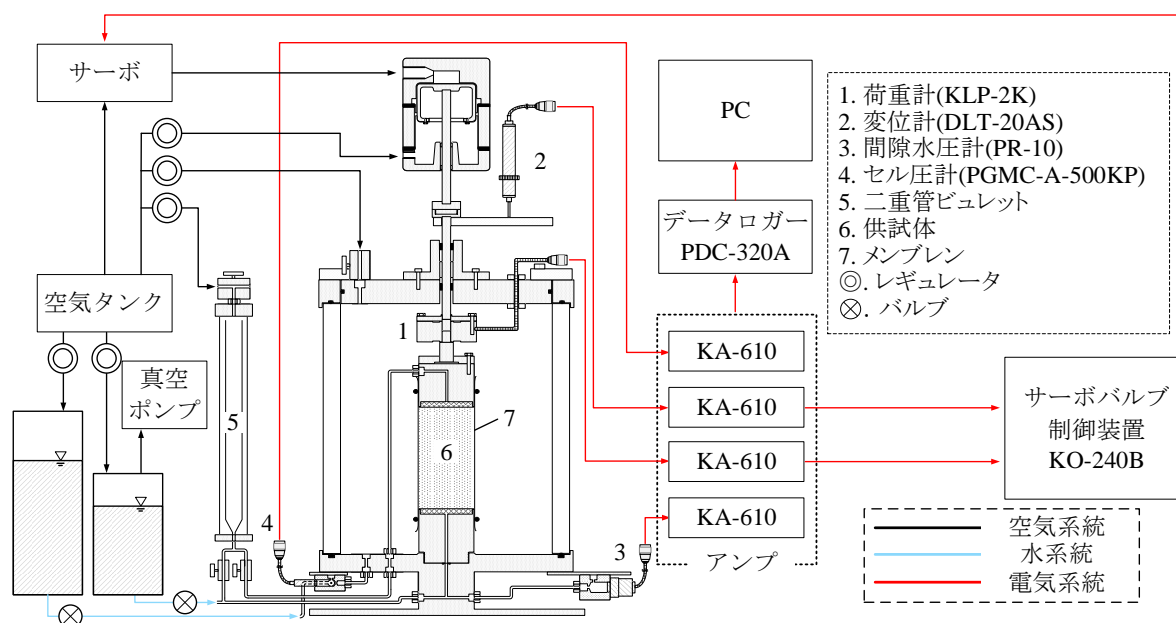 サーボ
空気タンク
真空
ポンプ
5
4
2
1
7
6
3
PC
データロガー
PDC-320A
KA-610
KA-610
KA-610
KA-610
アンプ
1. 荷重計(KLP-2K)
2. 変位計(DLT-20AS)
3. 間隙水圧計(PR-10)
4. セル圧計(PGMC-A-500KP)
5. 二重管ビュレット
6. 供試体
7. メンブレン
◎. レギュレータ
⊗. バルブ
サーボバルブ
制御装置
KO-240B
空気系統
水系統
電気系統